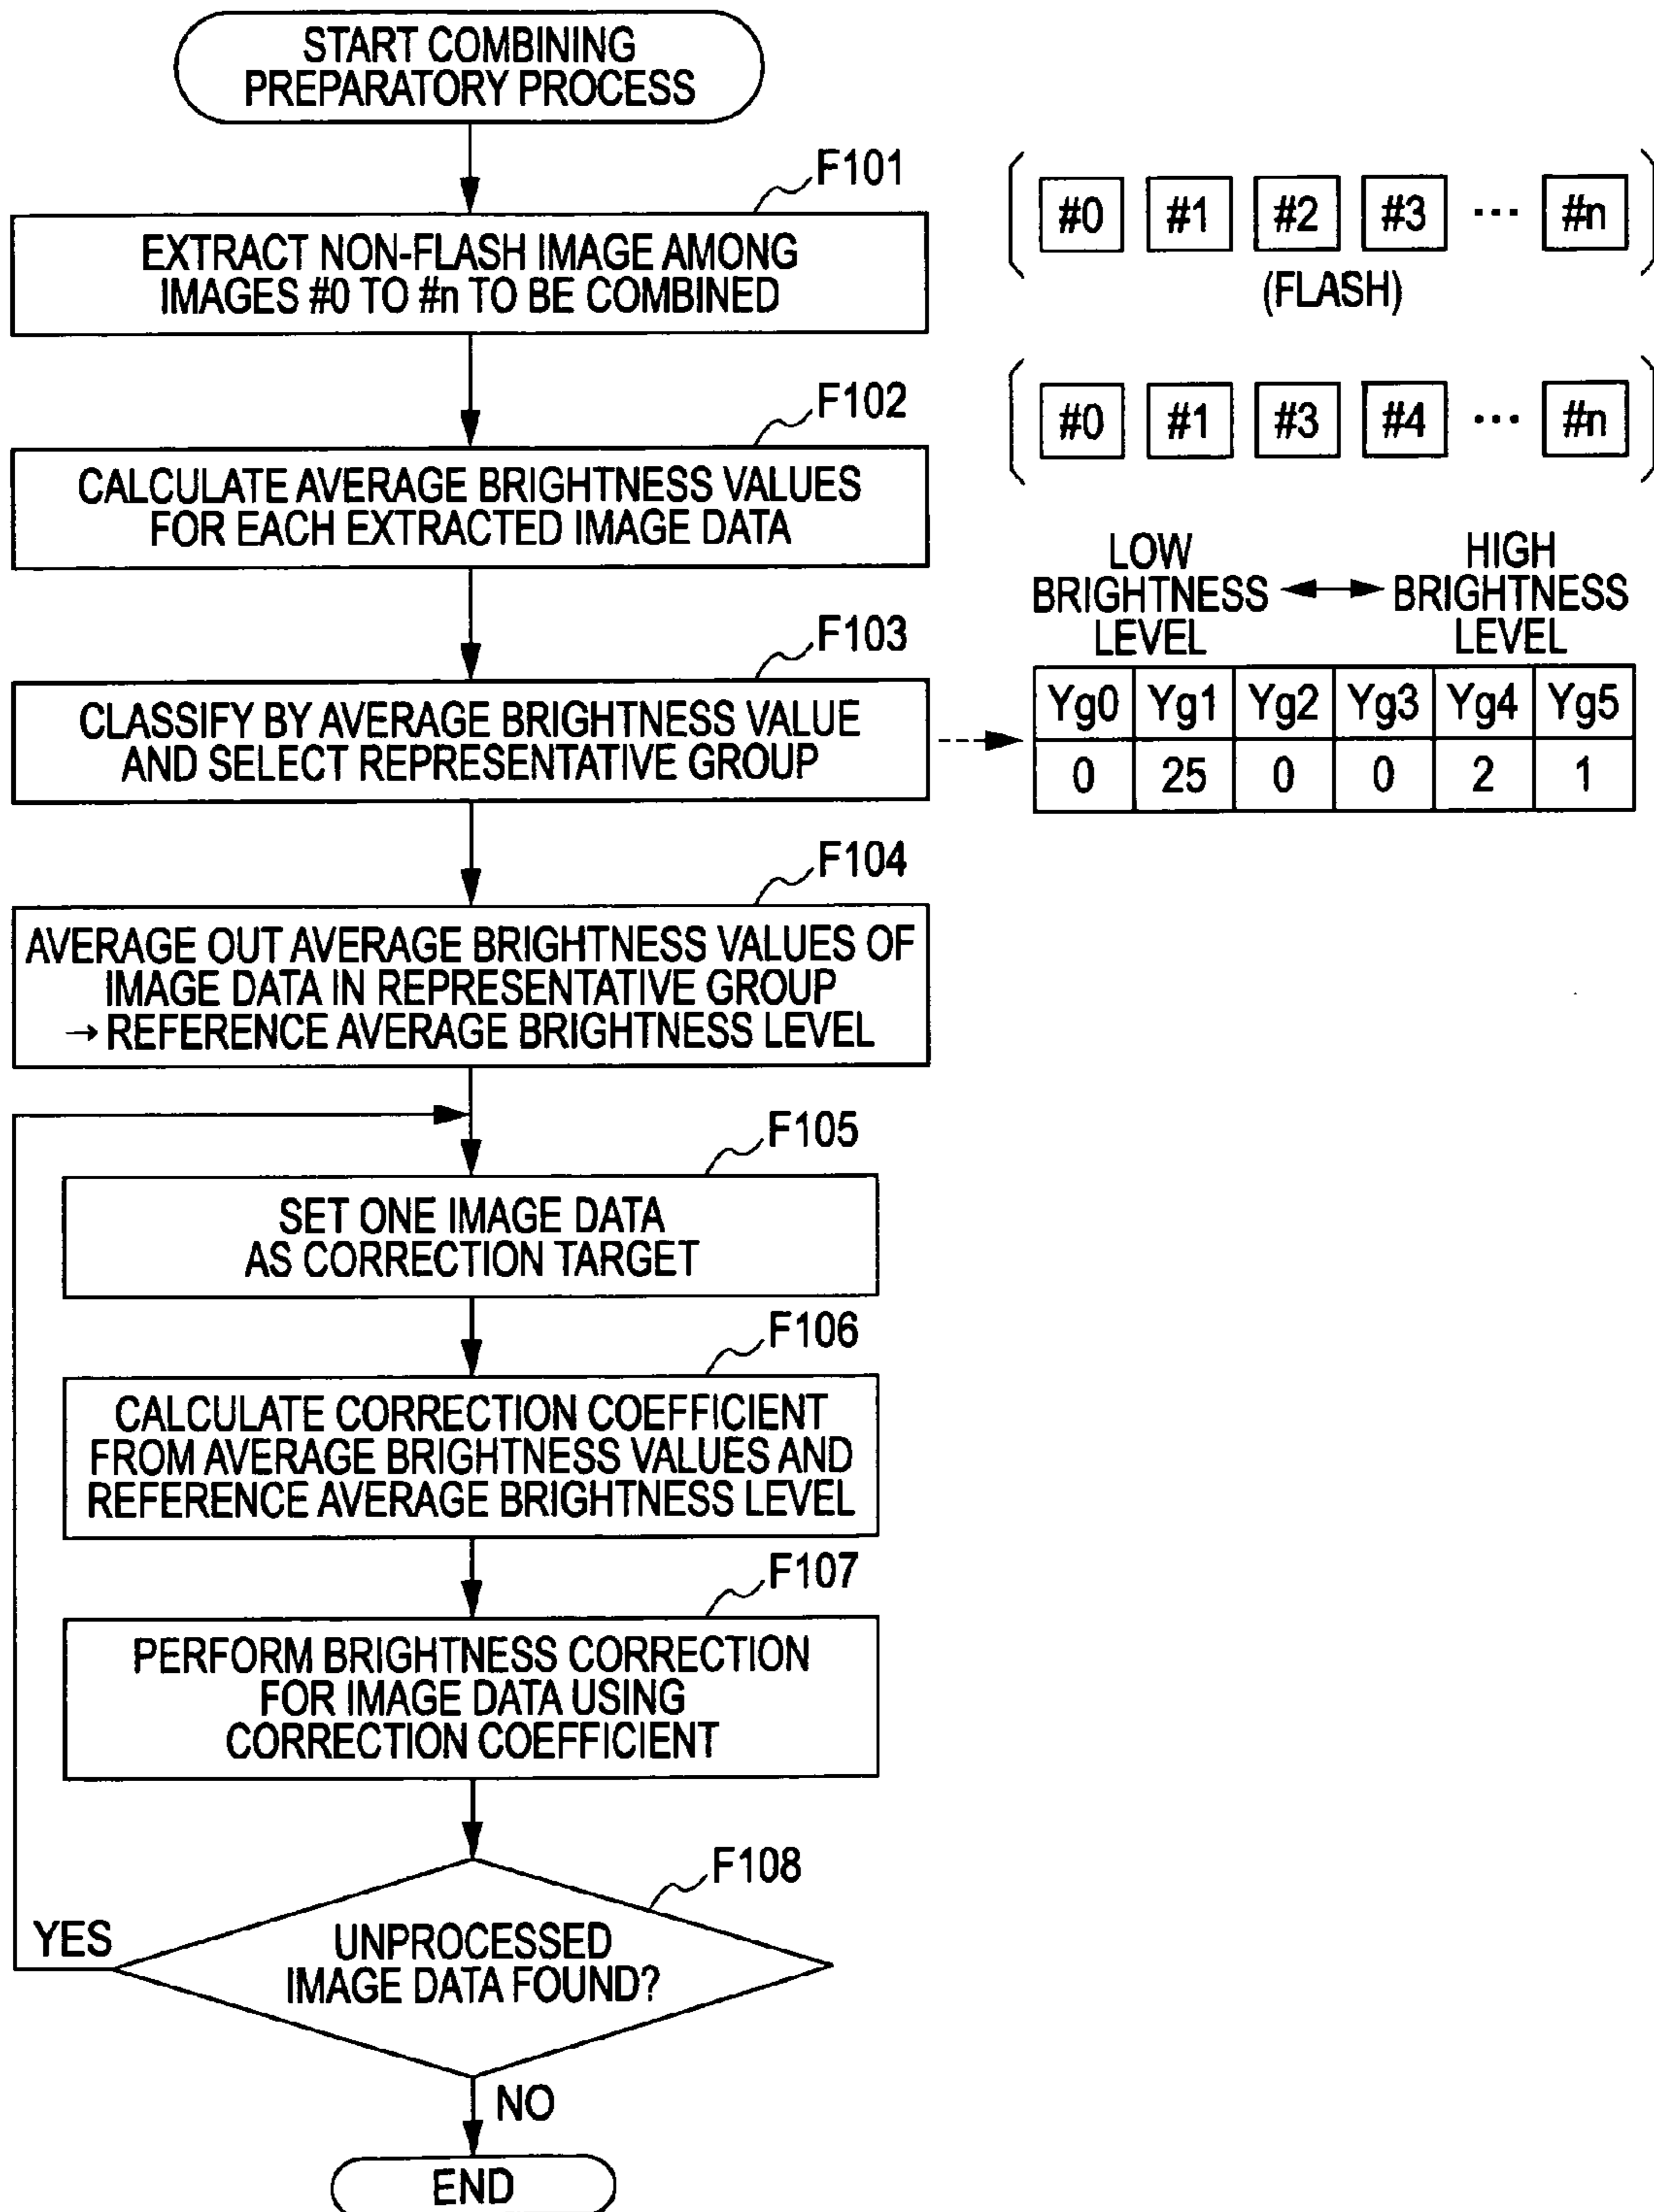 START COMBINING
PREPARATORY PROCESS
F101
EXTRACT NON-FLASH IMAGE AMONG
IMAGES #0 TO #n TO BE COMBINED
#0 #1 #2 #3 ... #n
(FLASH)
F102
CALCULATE AVERAGE BRIGHTNESS VALUES
FOR EACH EXTRACTED IMAGE DATA
#0 #1 #3 #4 ... #n
F103
CLASSIFY BY AVERAGE BRIGHTNESS VALUE
AND SELECT REPRESENTATIVE GROUP
LOW
BRIGHTNESS
LEVEL
HIGH
BRIGHTNESS
LEVEL
Yg0 Yg1 Yg2 Yg3 Yg4 Yg5
0 25 0 0 2 1
F104
AVERAGE OUT AVERAGE BRIGHTNESS VALUES OF
IMAGE DATA IN REPRESENTATIVE GROUP
→ REFERENCE AVERAGE BRIGHTNESS LEVEL
F105
SET ONE IMAGE DATA
AS CORRECTION TARGET
F106
CALCULATE CORRECTION COEFFICIENT
FROM AVERAGE BRIGHTNESS VALUES AND
REFERENCE AVERAGE BRIGHTNESS LEVEL
F107
PERFORM BRIGHTNESS CORRECTION
FOR IMAGE DATA USING
CORRECTION COEFFICIENT
F108
YES
UNPROCESSED
IMAGE DATA FOUND?
NO
END